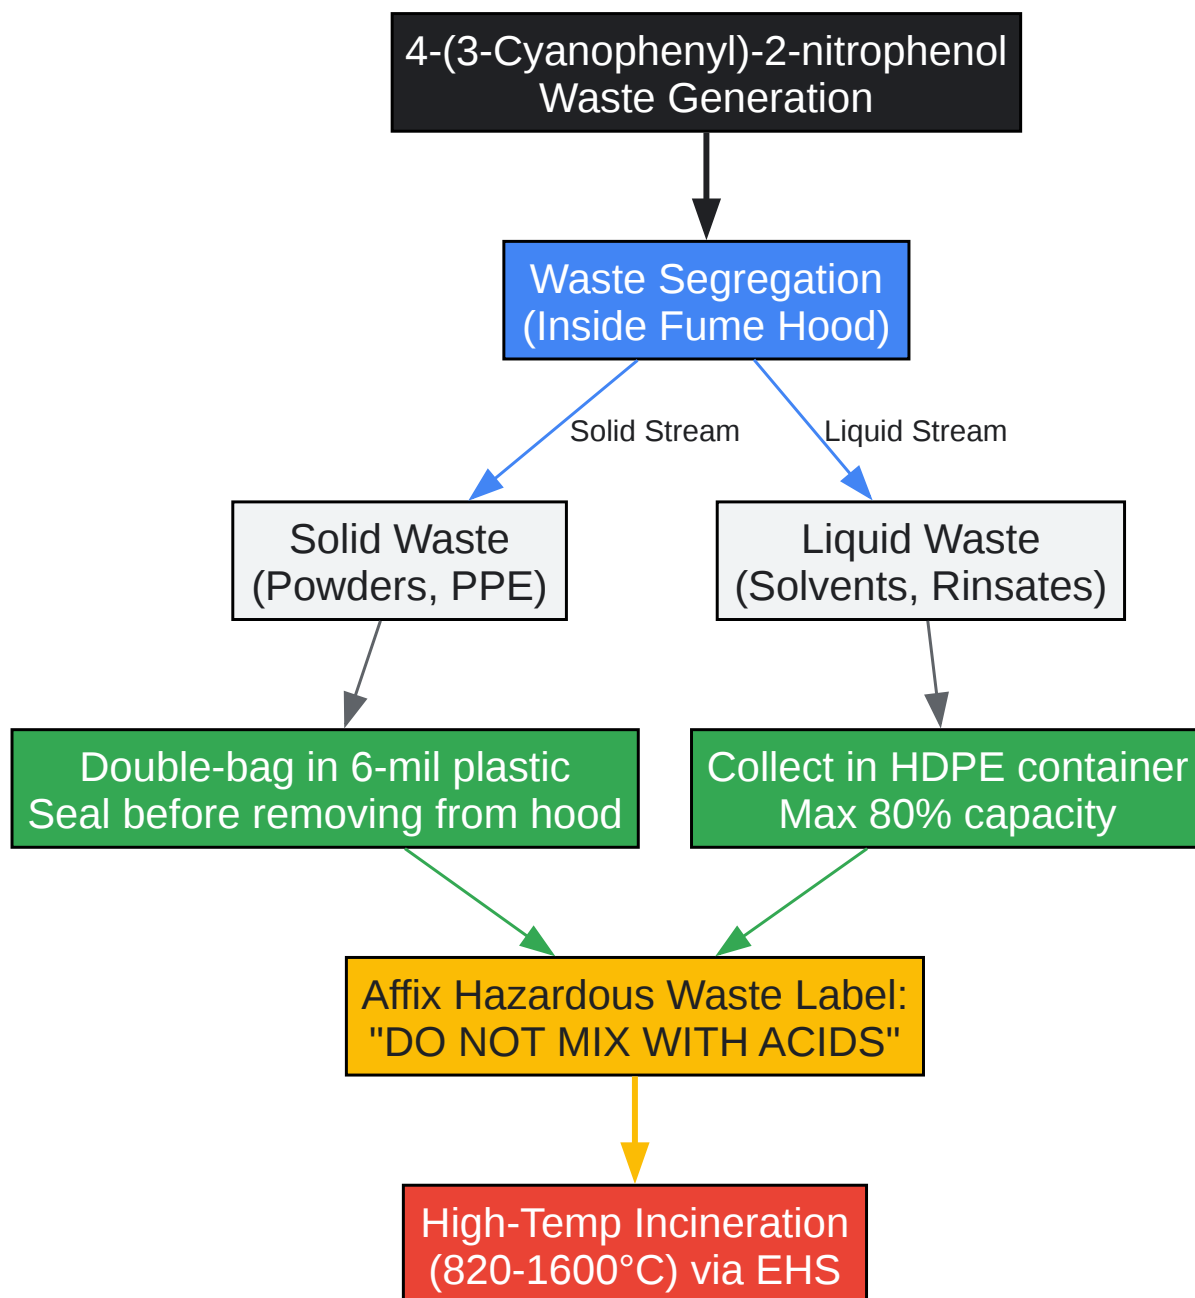 4-(3-Cyanophenyl)-2-nitrophenol
Waste Generation
Waste Segregation
(Inside Fume Hood)
Solid Stream
Liquid Stream
Solid Waste
(Powders, PPE)
Liquid Waste
(Solvents, Rinsates)
Double-bag in 6-mil plastic
Seal before removing from hood
Collect in HDPE container
Max 80% capacity
Affix Hazardous Waste Label:
"DO NOT MIX WITH ACIDS"
High-Temp Incineration
(820-1600°C) via EHS